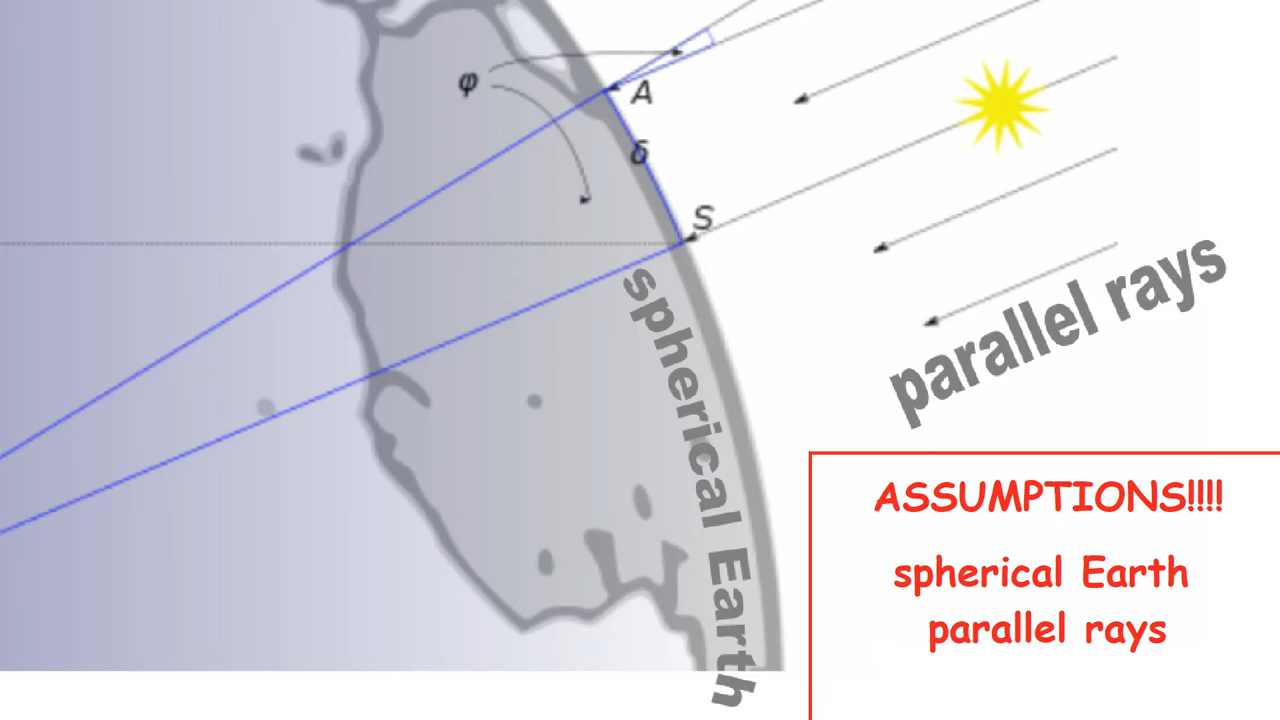 φ
A
δ
S
spherical Earth
parallel rays
ASSUMPTIONS!!!!
spherical Earth
parallel rays